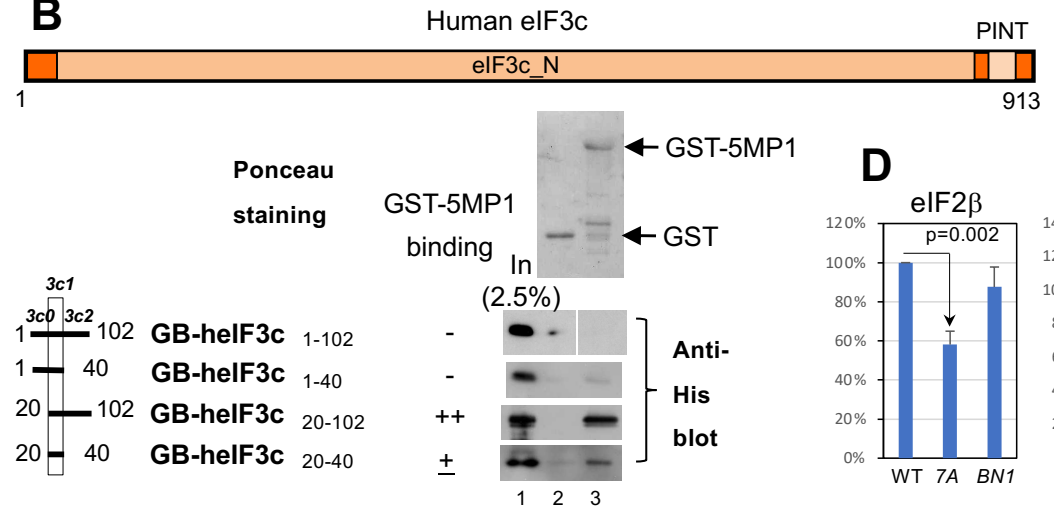 B
Human eIF3c
PINT
eIF3c_N
1
913
Ponceau
staining
GST-5MP1
GST-5MP1
binding
GST
In
(2.5%)
3c1
3c0 3c2
1 102 GB-heIF3c 1-102 -
1 40 GB-heIF3c 1-40 -
20 102 GB-heIF3c 20-102 ++
20 40 GB-heIF3c 20-40 +
Anti-
His
blot
1 2 3
D
eIF2β
p=0.002
120%
100%
80%
60%
40%
20%
0%
WT 7A BN1
14
12
10